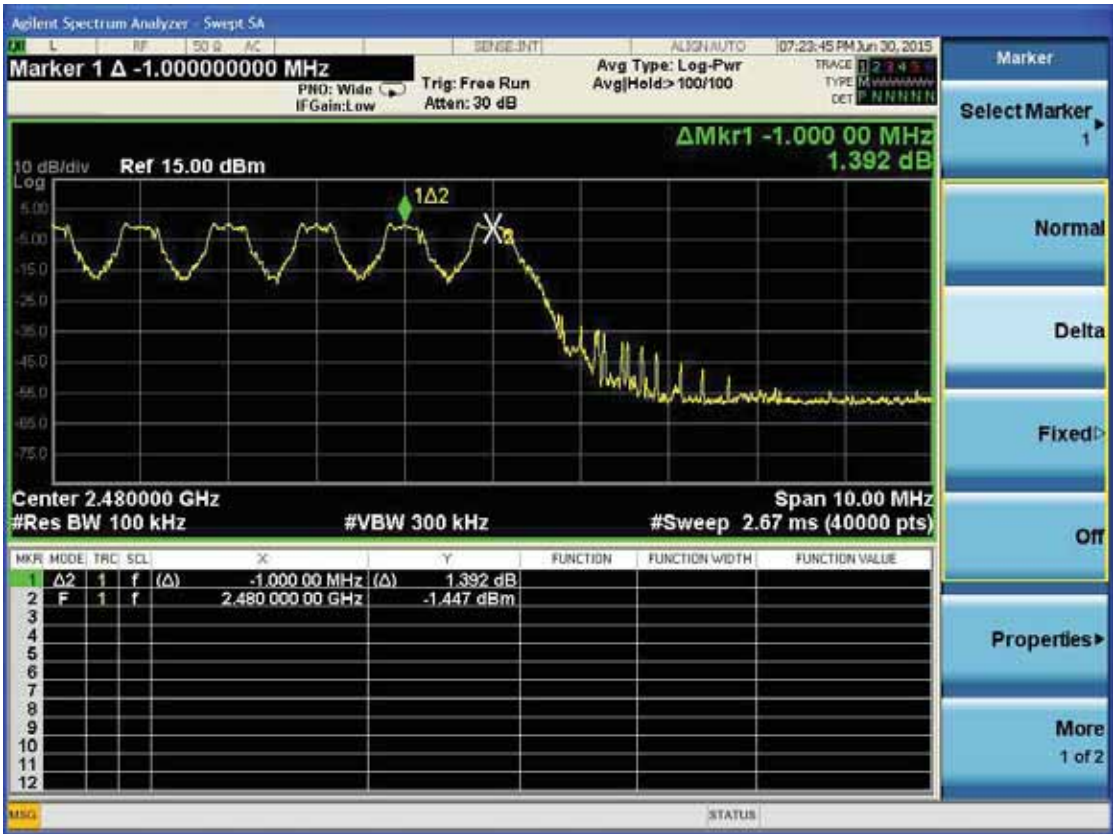 Agilent Spectrum Analyzer - Swept SA
L RF 50 Ω AC SENSE:INT ALIGN AUTO 07:23:45 PM Jun 30, 2015
Marker 1 Δ -1.000000000 MHz
PNO: Wide
IFGain:Low
Trig: Free Run
Atten: 30 dB
Avg Type: Log-Pwr
Avg|Hold:>100/100
TRACE 1 2 3 4 5 6
TYPE M
DET P N N N N N
ΔMkr1 -1.000 00 MHz
1.392 dB
10 dB/div Ref 15.00 dBm
Log
5.00
-5.00
-15.0
-25.0
-35.0
-45.0
-55.0
-65.0
-75.0
1Δ2
2
Center 2.480000 GHz Span 10.00 MHz
#Res BW 100 kHz #VBW 300 kHz #Sweep 2.67 ms (40000 pts)
MKR MODE TRC SCL X Y FUNCTION FUNCTION WIDTH FUNCTION VALUE
1 Δ2 1 f (Δ) -1.000 00 MHz (Δ) 1.392 dB
2 F 1 f 2.480 000 00 GHz -1.447 dBm
3
4
5
6
7
8
9
10
11
12
MSG STATUS
Marker
Select Marker
1
Normal
Delta
Fixed
Off
Properties
More
1 of 2